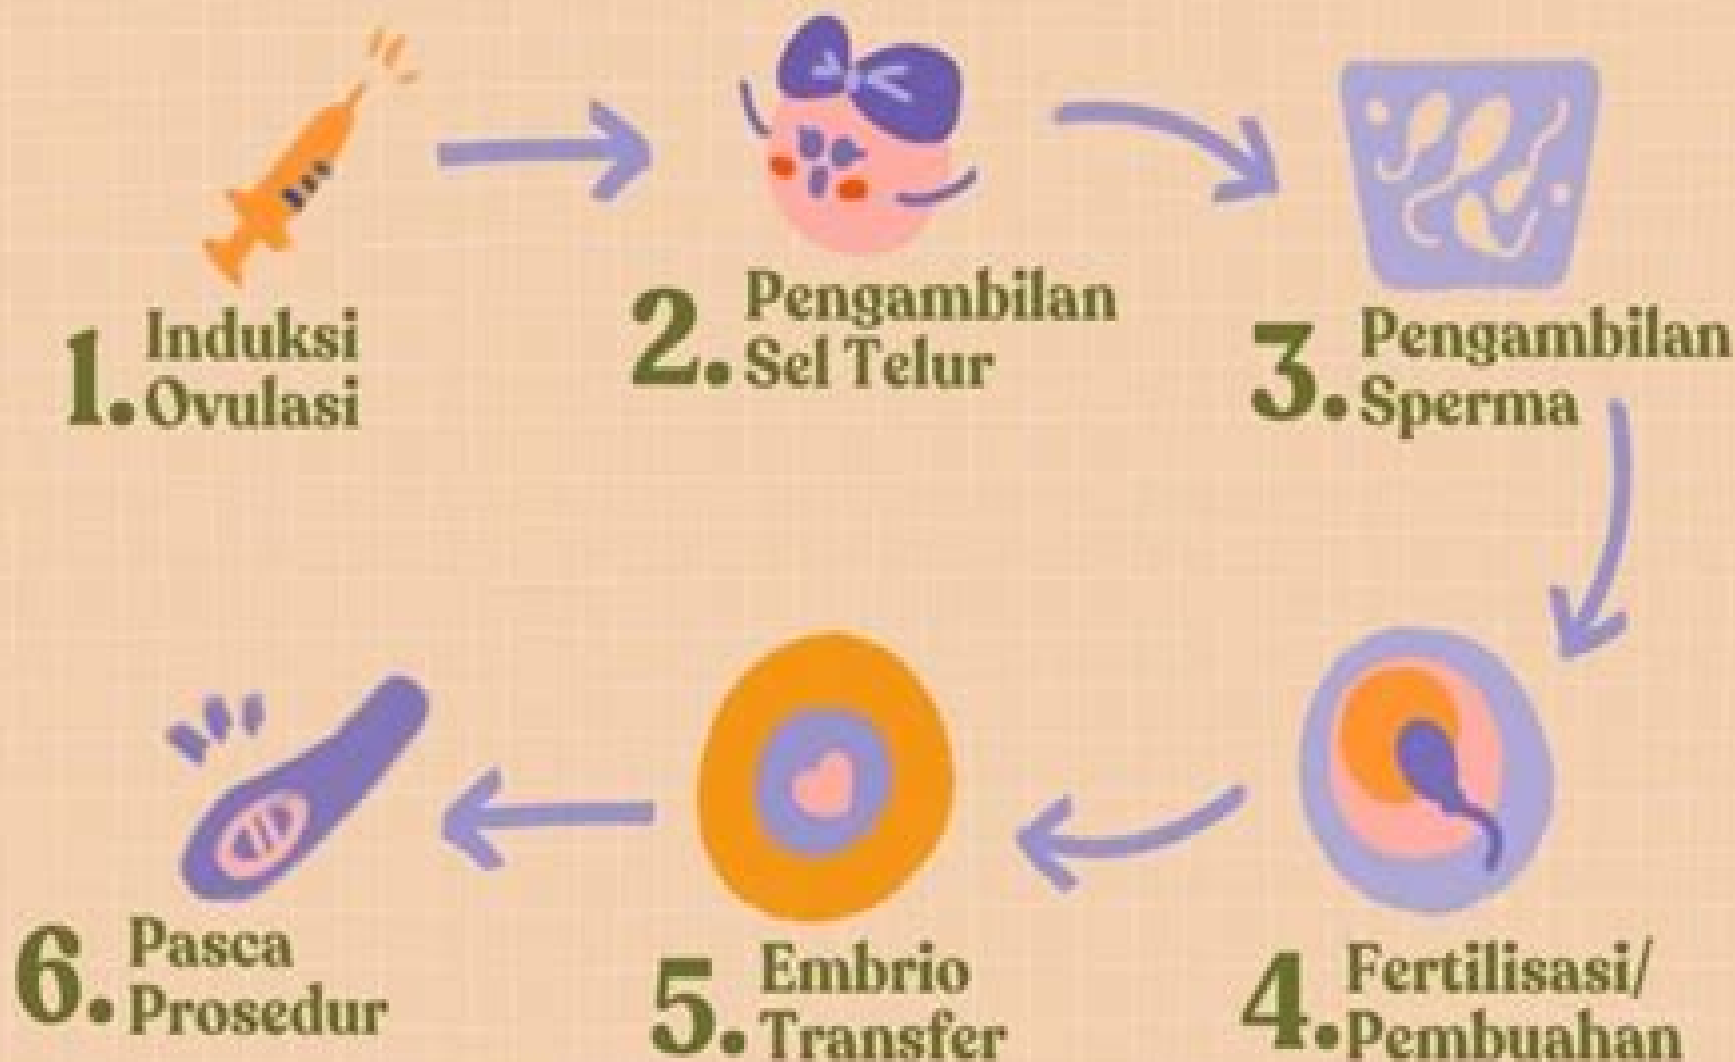 1. Induksi
Ovulasi
2. Pengambilan
Sel Telur
3. Pengambilan
Sperma
4. Fertilisasi/
Pembuahan
5. Embrio
Transfer
6. Pasca
Prosedur